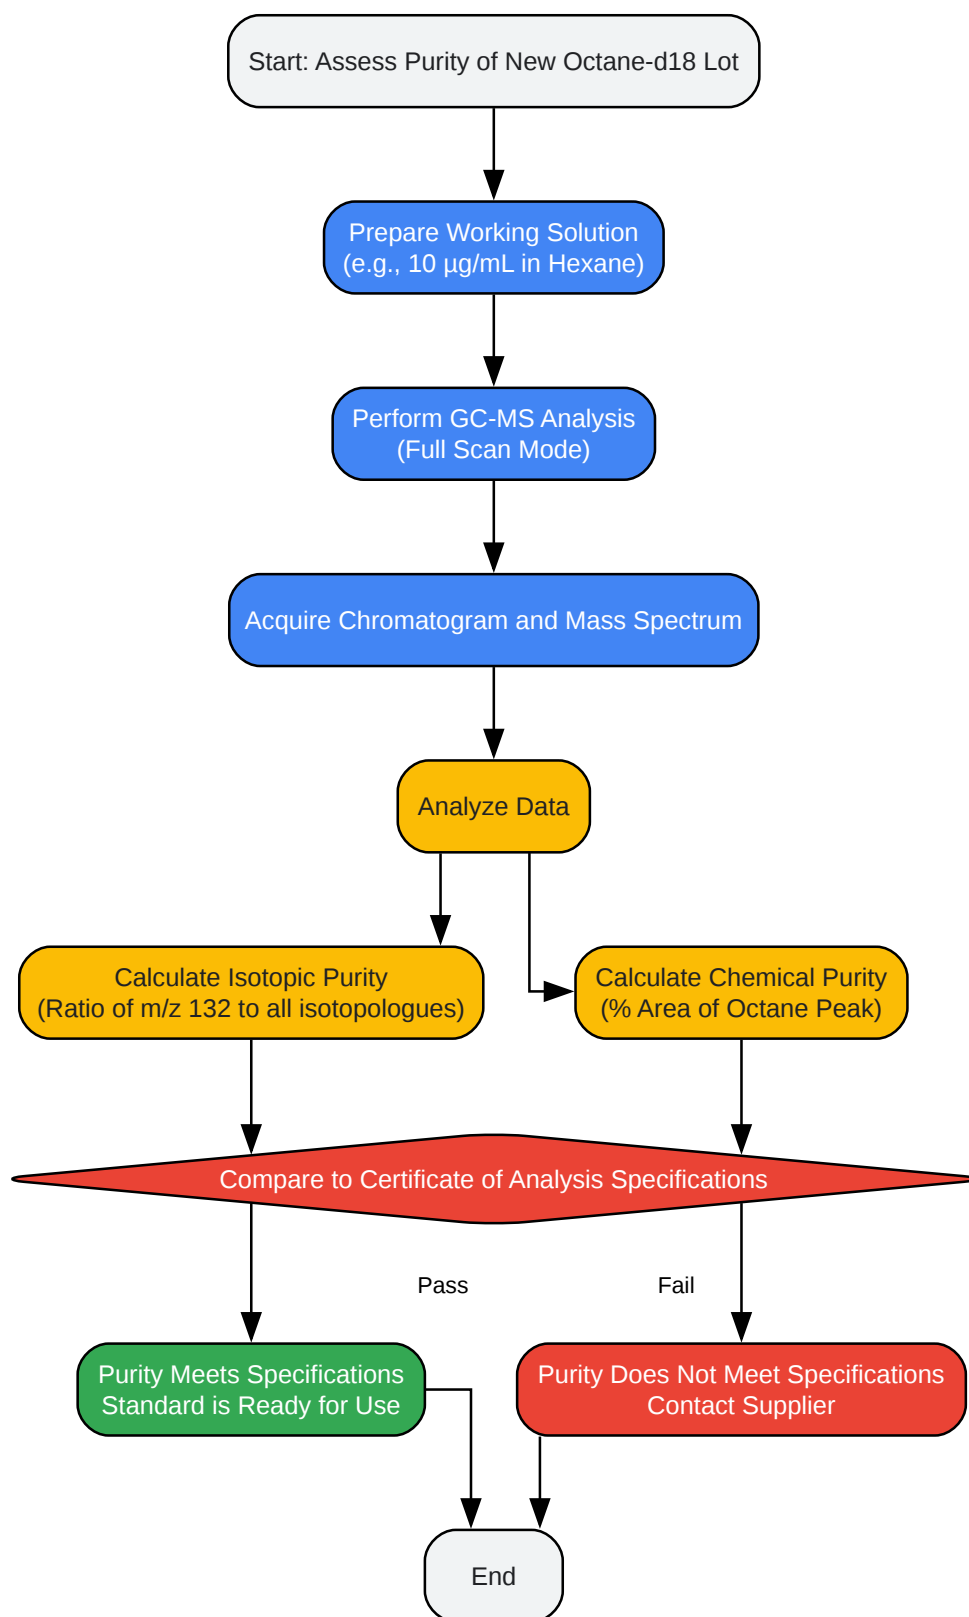 Start: Assess Purity of New Octane-d18 Lot
Prepare Working Solution
(e.g., 10 µg/mL in Hexane)
Perform GC-MS Analysis
(Full Scan Mode)
Acquire Chromatogram and Mass Spectrum
Analyze Data
Calculate Isotopic Purity
(Ratio of m/z 132 to all isotopologues)
Calculate Chemical Purity
(% Area of Octane Peak)
Compare to Certificate of Analysis Specifications
Pass
Fail
Purity Meets Specifications
Standard is Ready for Use
Purity Does Not Meet Specifications
Contact Supplier
End